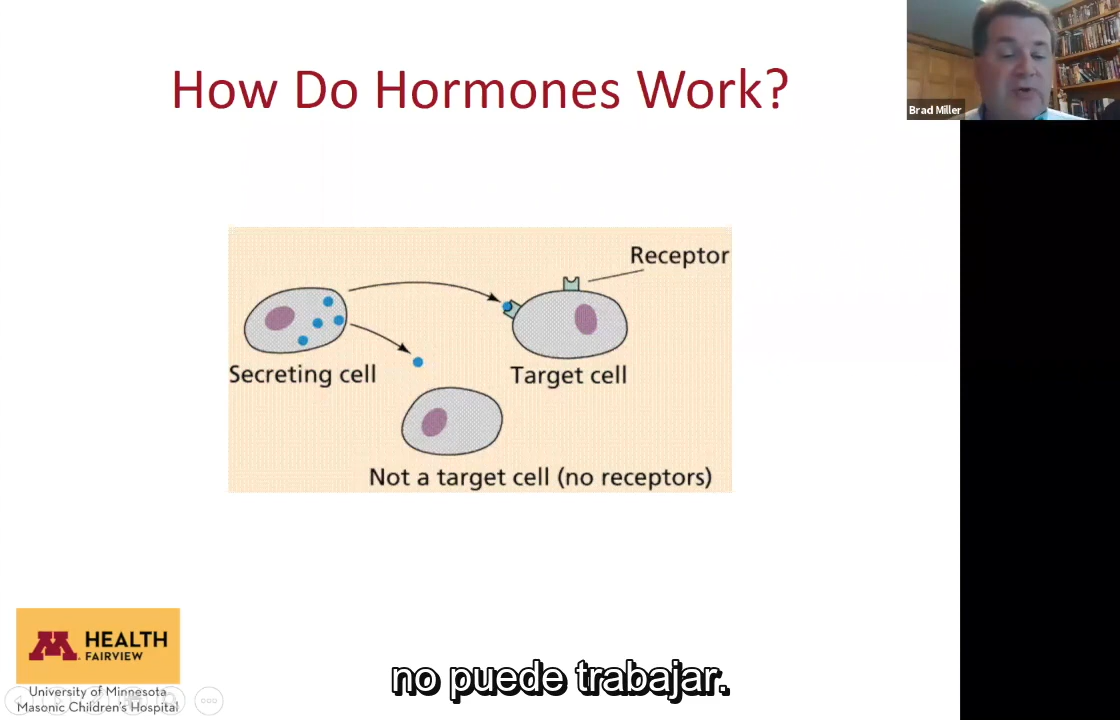 How Do Hormones Work?
Brad Miller
Receptor
Secreting cell
Target cell
Not a target cell (no receptors)
M HEALTH
FAIRVIEW
University of Minnesota
Masonic Children's Hospital
no puede trabajar.